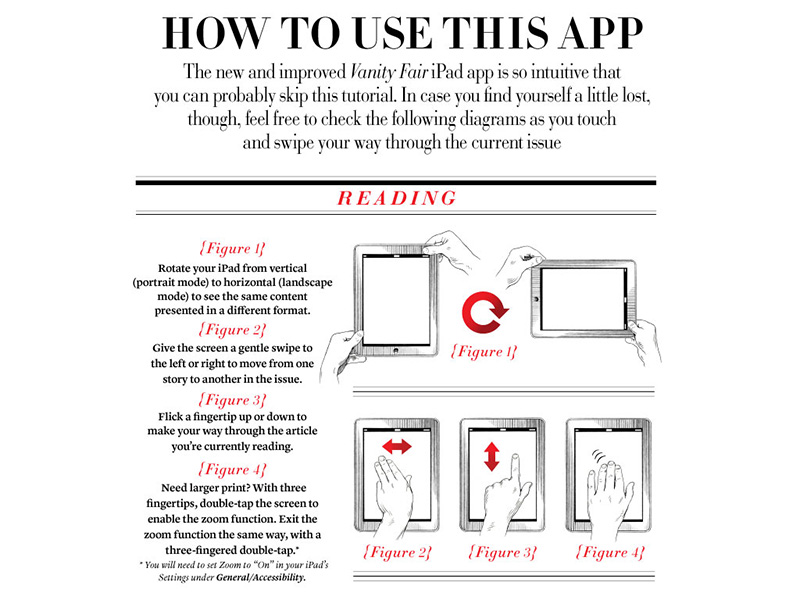 HOW TO USE THIS APP
The new and improved Vanity Fair iPad app is so intuitive that
you can probably skip this tutorial. In case you find yourself a little lost,
though, feel free to check the following diagrams as you touch
and swipe your way through the current issue
READING
{Figure 1}
Rotate your iPad from vertical
(portrait mode) to horizontal (landscape
mode) to see the same content
presented in a different format.
{Figure 2}
Give the screen a gentle swipe to
the left or right to move from one
story to another in the issue.
{Figure 3}
Flick a fingertip up or down to
make your way through the article
you're currently reading.
{Figure 4}
Need larger print? With three
fingertips, double-tap the screen to
enable the zoom function. Exit the
zoom function the same way, with a
three-fingered double-tap.*
* You will need to set Zoom to “On” in your iPad's
Settings under General/Accessibility.
{Figure 1}
{Figure 2}
{Figure 3}
{Figure 4}